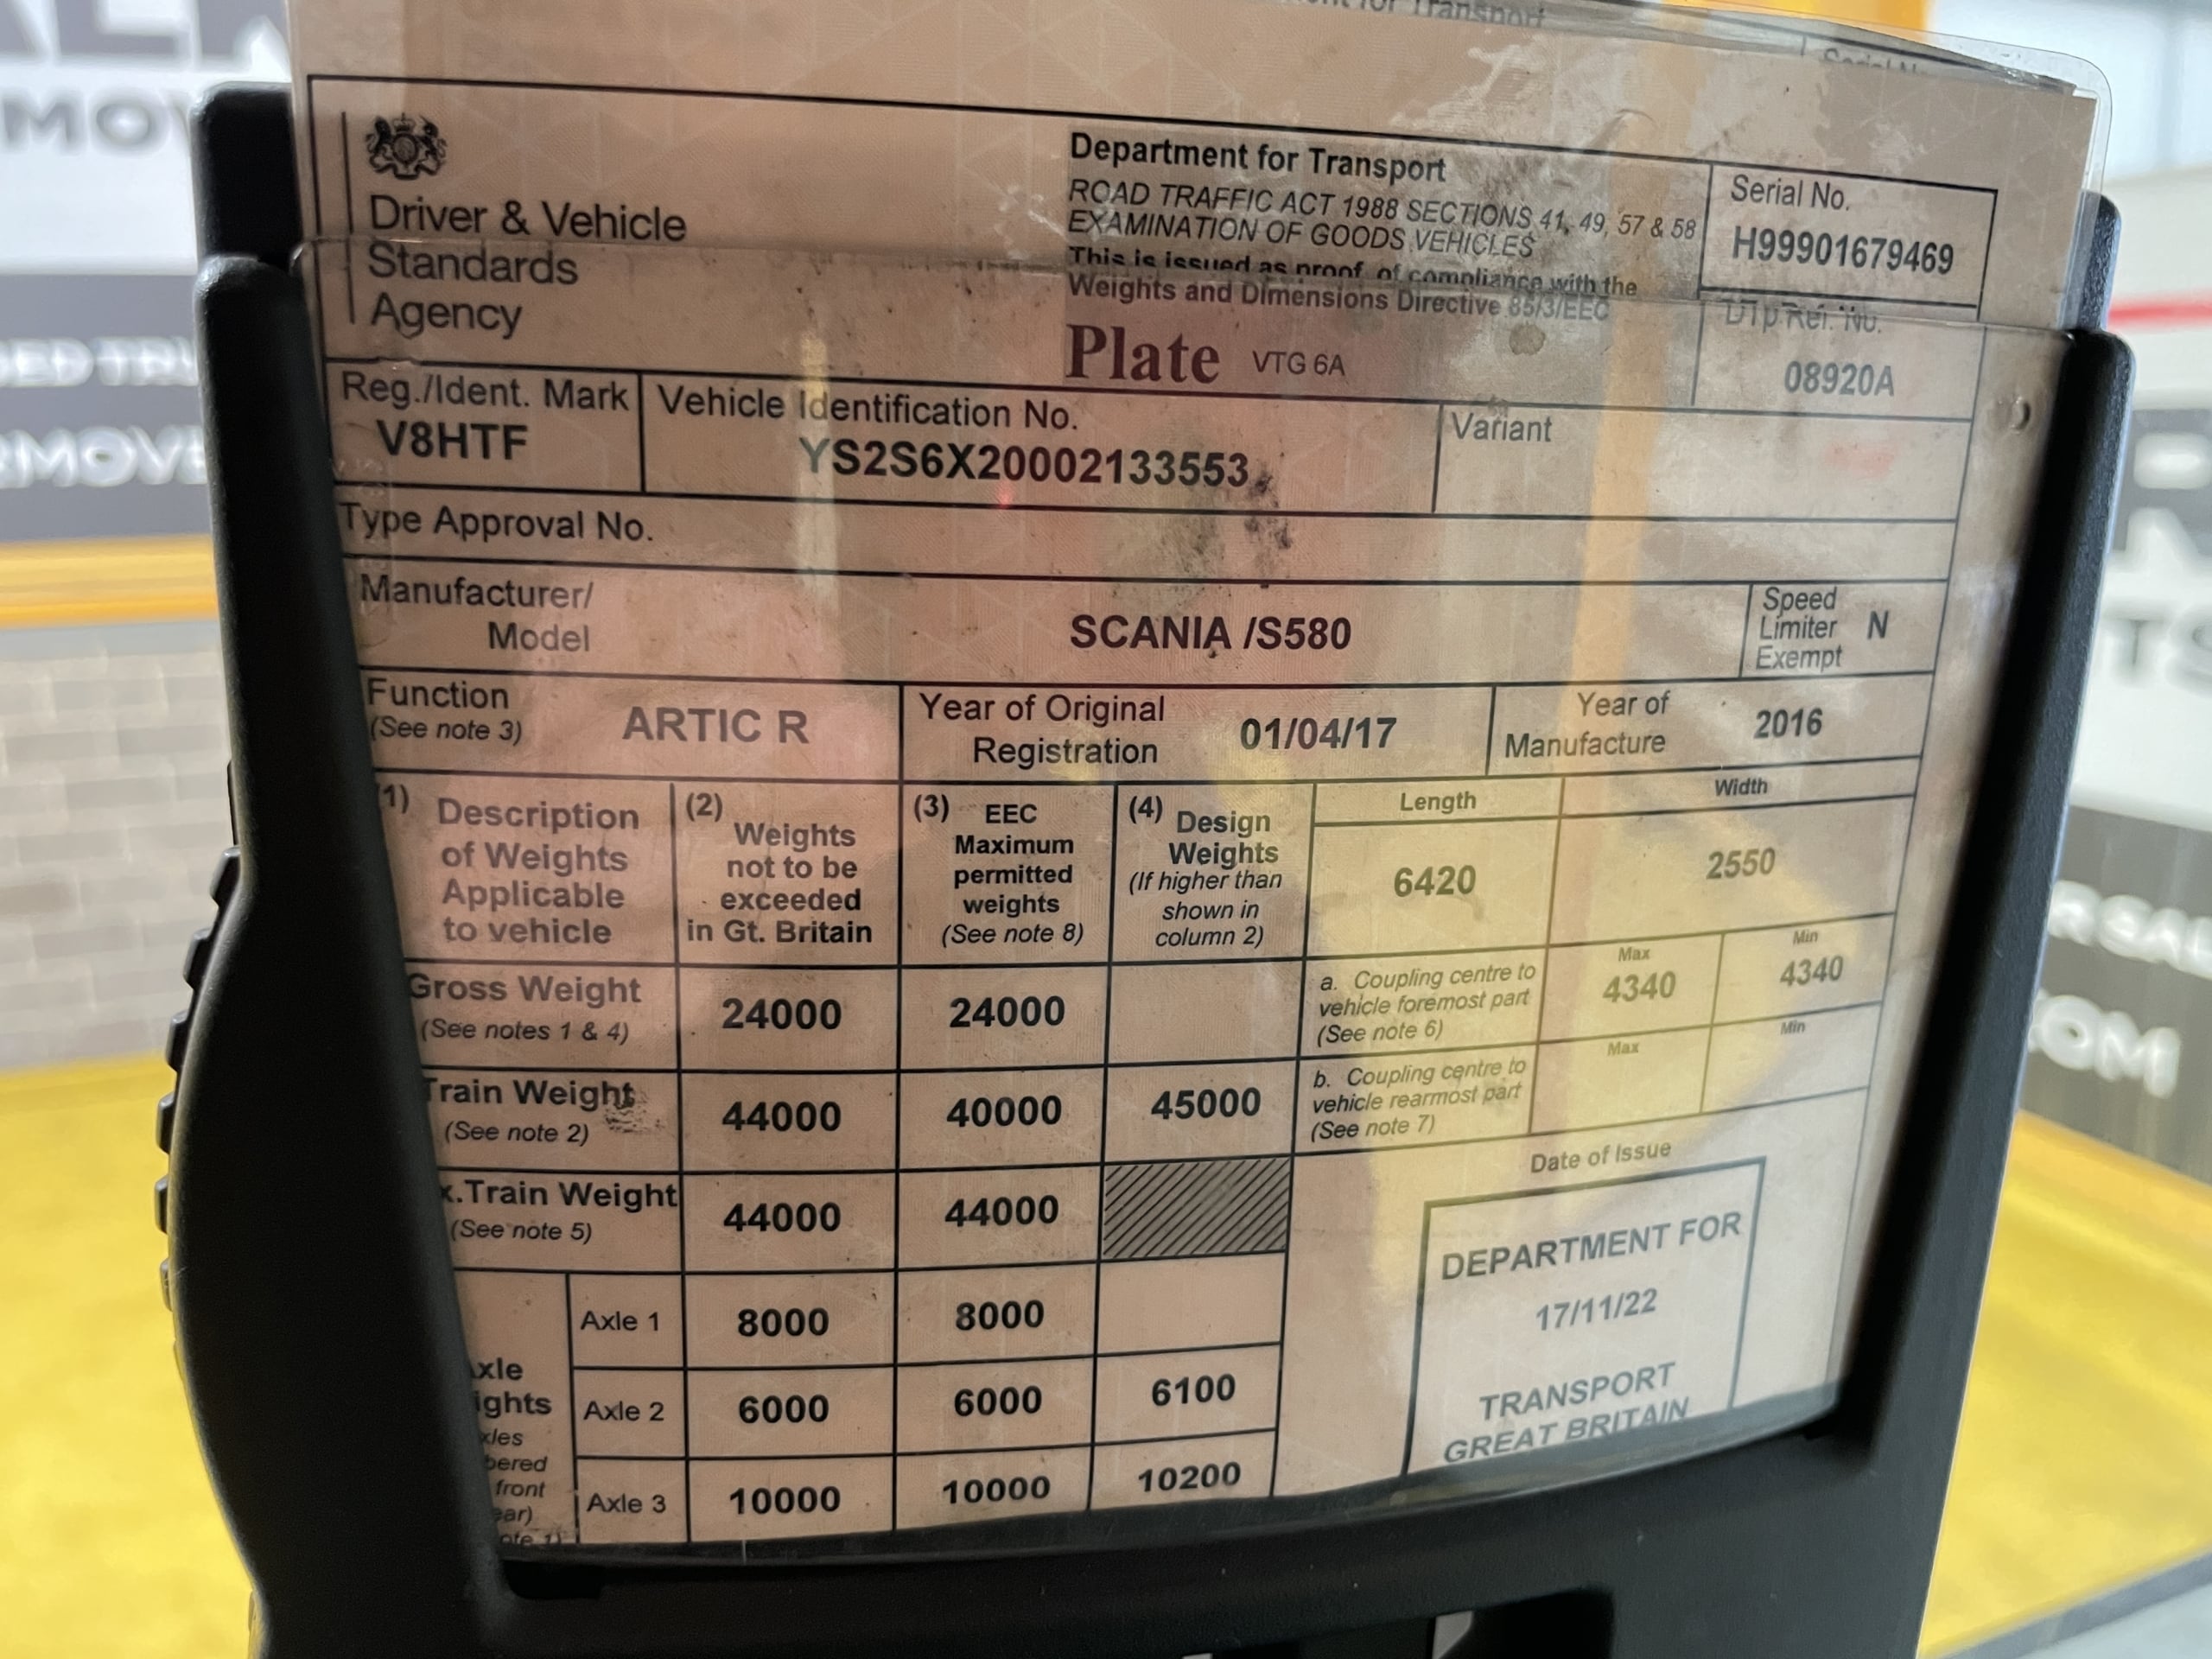 Driver & Vehicle
Standards
Agency
Department for Transport
ROAD TRAFFIC ACT 1988 SECTIONS 41, 49, 57 & 58
EXAMINATION OF GOODS VEHICLES
This is issued as proof of compliance with the
Weights and Dimensions Directive 85/3/EEC
Plate VTG 6A
Serial No.
H99901679469
DTp Ref. No.
08920A
Reg./Ident. Mark
V8HTF
Vehicle Identification No.
YS2S6X20002133553
Variant
Type Approval No.
Manufacturer/
Model
SCANIA /S580
Speed
Limiter N
Exempt
Function
(See note 3)
ARTIC R
Year of Original
Registration
01/04/17
Year of
Manufacture
2016
1) Description
of Weights
Applicable
to vehicle
(2) Weights
not to be
exceeded
in Gt. Britain
(3) EEC
Maximum
permitted
weights
(See note 8)
(4) Design
Weights
(If higher than
shown in
column 2)
Length
6420
Width
2550
Gross Weight
(See notes 1 & 4)
24000
24000
a. Coupling centre to
vehicle foremost part
(See note 6)
Max
4340
Min
4340
Train Weight
(See note 2)
44000
40000
45000
b. Coupling centre to
vehicle rearmost part
(See note 7)
Max
Min
x.Train Weight
(See note 5)
44000
44000
Date of Issue
DEPARTMENT FOR
17/11/22
TRANSPORT
GREAT BRITAIN
Axle 1
8000
8000
Axle 2
6000
6000
6100
Axle 3
10000
10000
10200
xle
ights
xles
bered
front
ear)